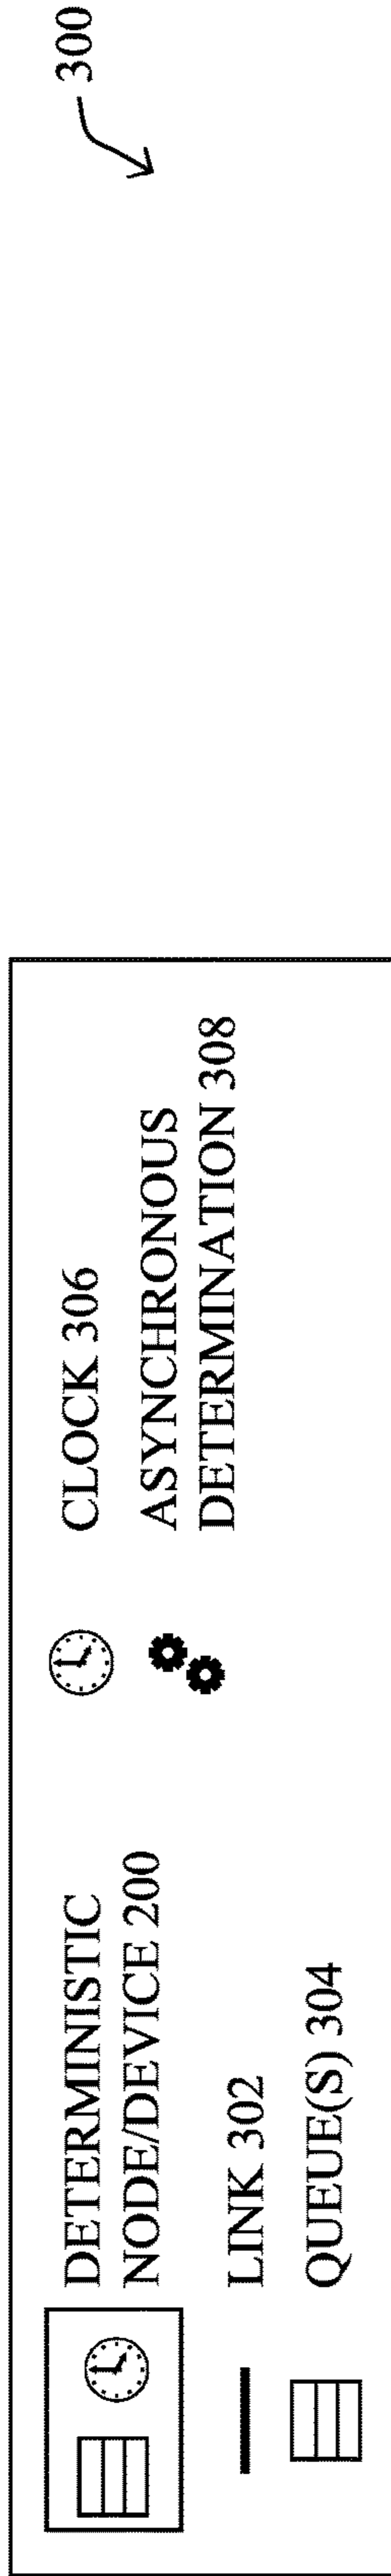 300
DETERMINISTIC
NODE/DEVICE 200
LINK 302
QUEUE(S) 304
CLOCK 306
ASYNCHRONOUS
DETERMINATION 308